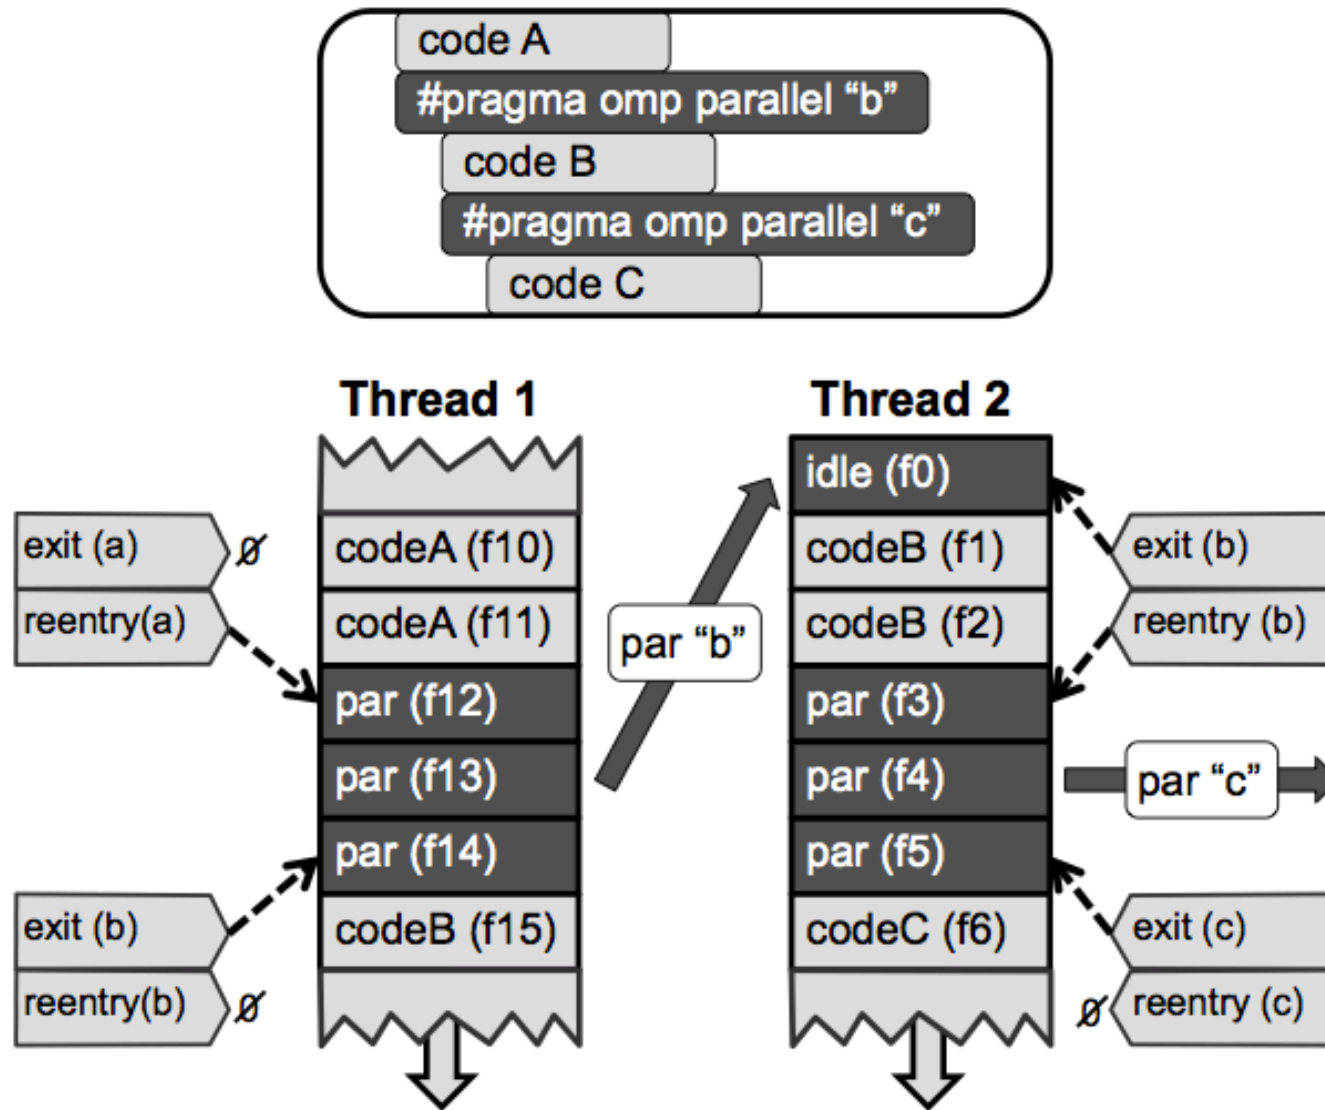 code A
#pragma omp parallel “b”
code B
#pragma omp parallel “c”
code C
Thread 1
Thread 2
idle (f0)
exit (a) ∅
codeA (f10)
codeB (f1)
exit (b)
reentry(a)
codeA (f11)
par “b”
codeB (f2)
reentry (b)
par (f12)
par (f3)
par (f13)
par (f4)
par “c”
par (f14)
par (f5)
exit (b)
codeB (f15)
codeC (f6)
exit (c)
reentry(b) ∅
∅ reentry (c)